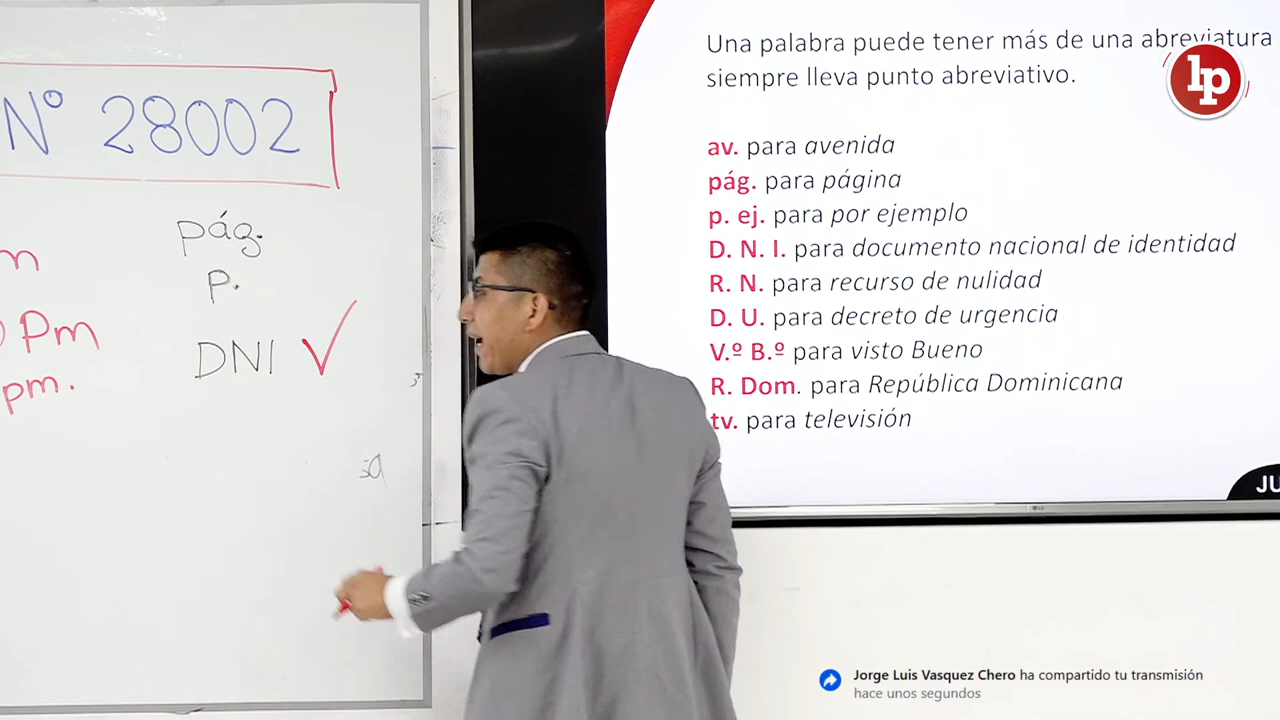 N° 28002
m
Pm
pm.
pág.
p.
DNI
Una palabra puede tener más de una abreviatura
siempre lleva punto abreviativo.
lp
av. para avenida
pág. para página
p. ej. para por ejemplo
D. N. I. para documento nacional de identidad
R. N. para recurso de nulidad
D. U. para decreto de urgencia
V.º B.º para visto Bueno
R. Dom. para República Dominicana
tv. para televisión
JU
Jorge Luis Vasquez Chero ha compartido tu transmisión
hace unos segundos